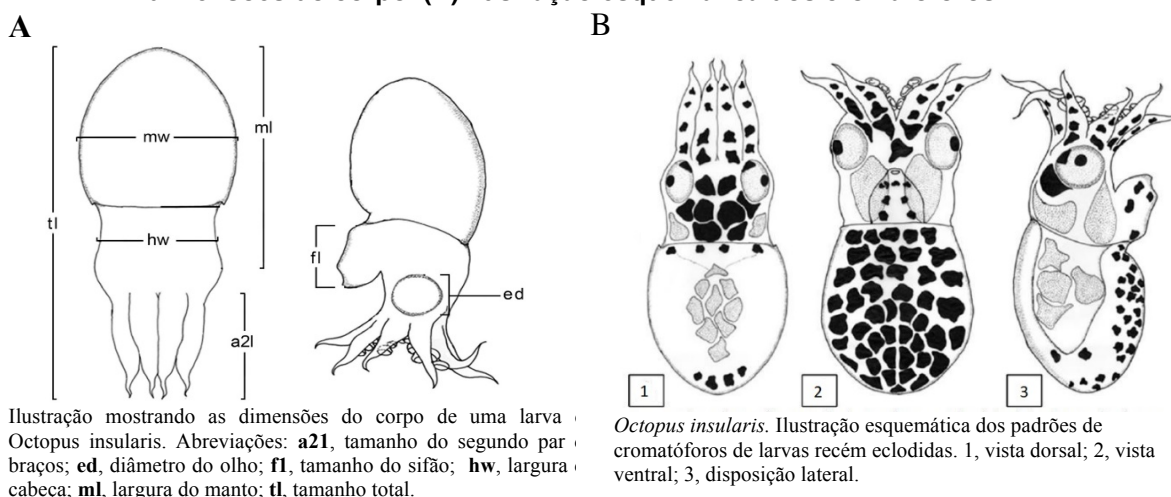 A
B
tl
mw
ml
hw
a2l
fl
ed
1
2
3
Ilustração mostrando as dimensões do corpo de uma larva
Octopus insularis. Abreviações: a21, tamanho do segundo par
braços; ed, diâmetro do olho; f1, tamanho do sifão; hw, largura
cabeça; ml, largura do manto; tl, tamanho total.
Octopus insularis. Ilustração esquemática dos padrões de
cromatóforos de larvas recém eclodidas. 1, vista dorsal; 2, vista
ventral; 3, disposição lateral.